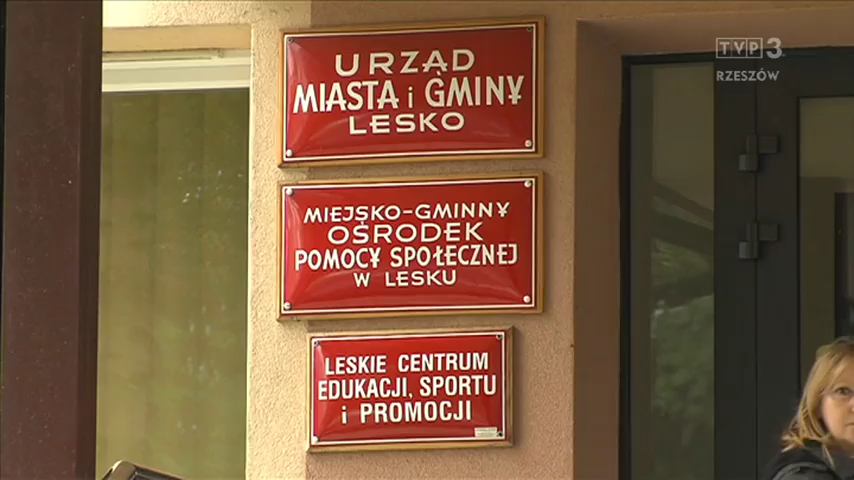 TVP3
RZESZÓW
URZĄD
MIASTA i GMINY
LESKO
MIEJSKO-GMINNY
OŚRODEK
POMOCY SPOŁECZNEJ
W LESKU
LESKIE CENTRUM
EDUKACJI, SPORTU
i PROMOCJI